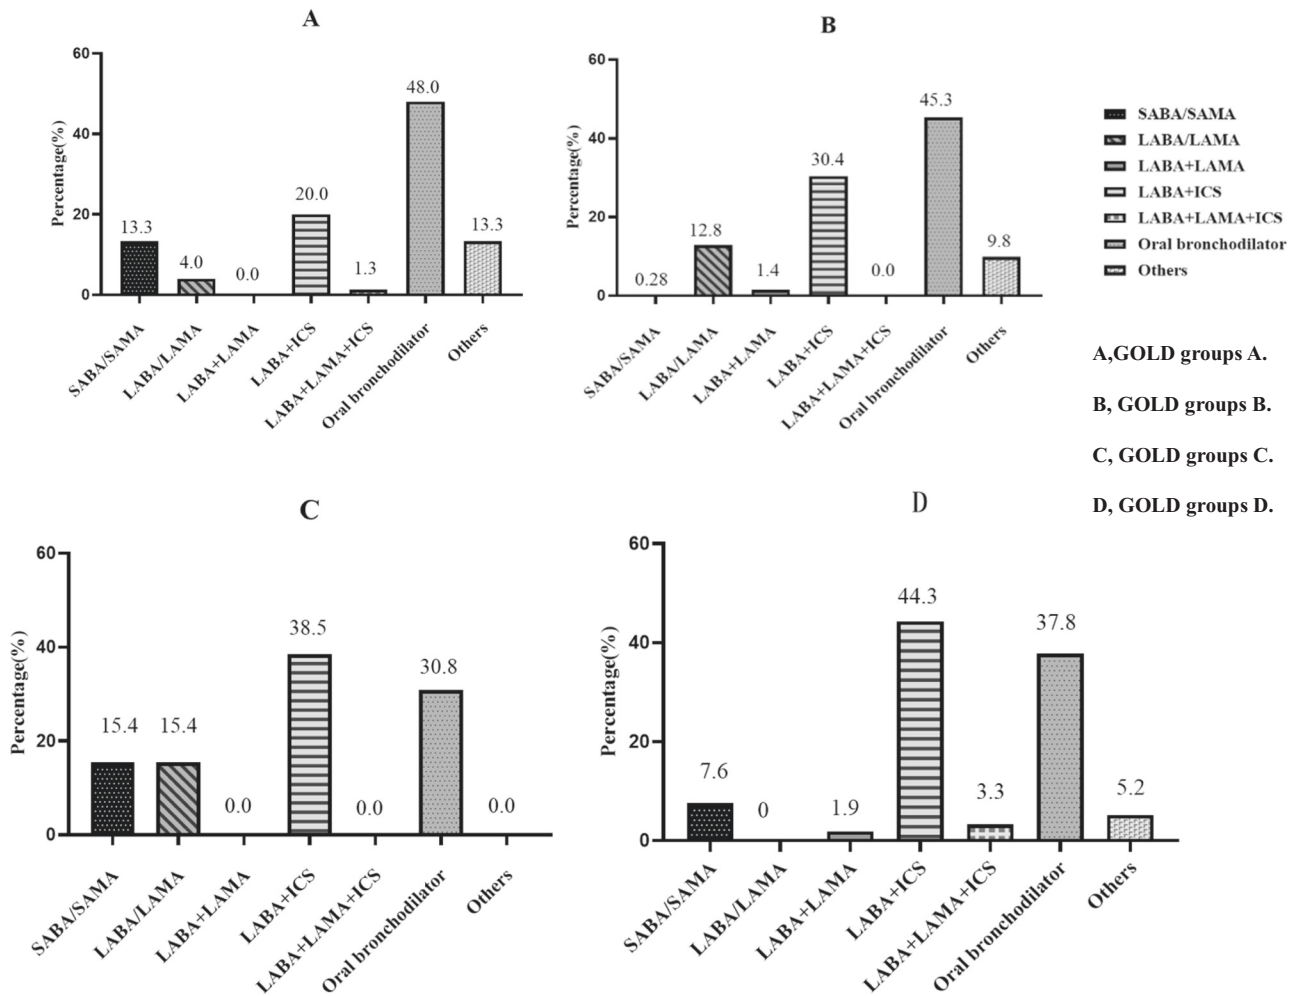 A
Percentage(%)
60
40
20
0
13.3
4.0
0.0
20.0
1.3
48.0
13.3
SABA/SAMA
LABA/LAMA
LABA+LAMA
LABA+ICS
LABA+LAMA+ICS
Oral bronchodilator
Others
B
Percentage(%)
60
40
20
0
0.28
12.8
1.4
30.4
0.0
45.3
9.8
SABA/SAMA
LABA/LAMA
LABA+LAMA
LABA+ICS
LABA+LAMA+ICS
Oral bronchodilator
Others
SABA/SAMA
LABA/LAMA
LABA+LAMA
LABA+ICS
LABA+LAMA+ICS
Oral bronchodilator
Others
A,GOLD groups A.
B, GOLD groups B.
C, GOLD groups C.
D, GOLD groups D.
C
Percentage(%)
60
40
20
0
15.4
15.4
0.0
38.5
0.0
30.8
0.0
SABA/SAMA
LABA/LAMA
LABA+LAMA
LABA+ICS
LABA+LAMA+ICS
Oral bronchodilator
Others
D
Percentage(%)
60
40
20
0
7.6
0
1.9
44.3
3.3
37.8
5.2
SABA/SAMA
LABA/LAMA
LABA+LAMA
LABA+ICS
LABA+LAMA+ICS
Oral bronchodilator
Others